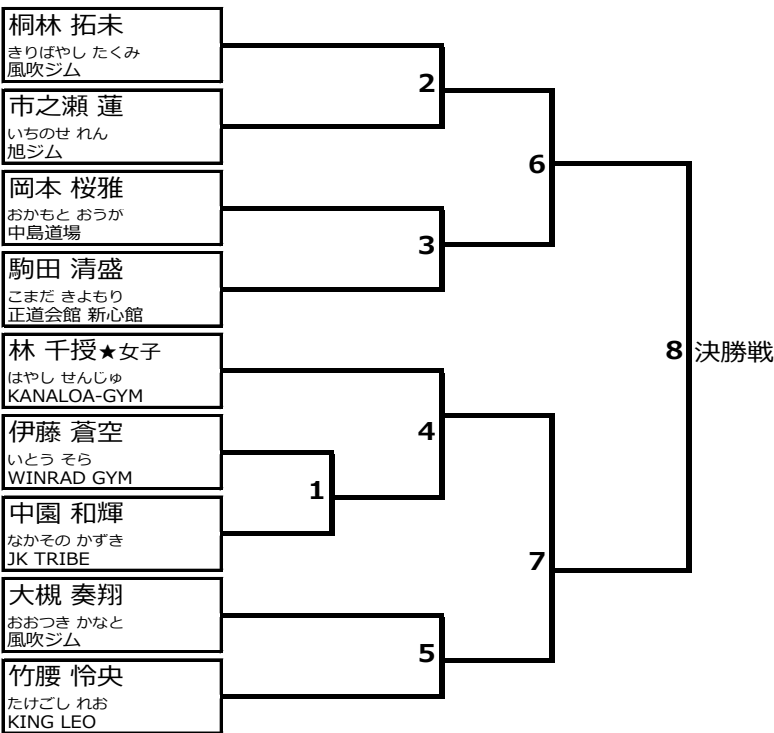 桐林 拓未
きりばやし たくみ
風吹ジム
市之瀬 蓮
いちのせ れん
旭ジム
岡本 桜雅
おかもと おうが
中島道場
駒田 清盛
こまだ きよもり
正道会館 新心館
林 千授★女子
はやし せんじゅ
KANALOA-GYM
伊藤 蒼空
いとう そら
WINRAD GYM
中園 和輝
なかその かずき
JK TRIBE
大槻 奏翔
おおつき かなと
風吹ジム
竹腰 怜央
たけごし れお
KING LEO
1
2
3
4
5
6
7
8 決勝戦